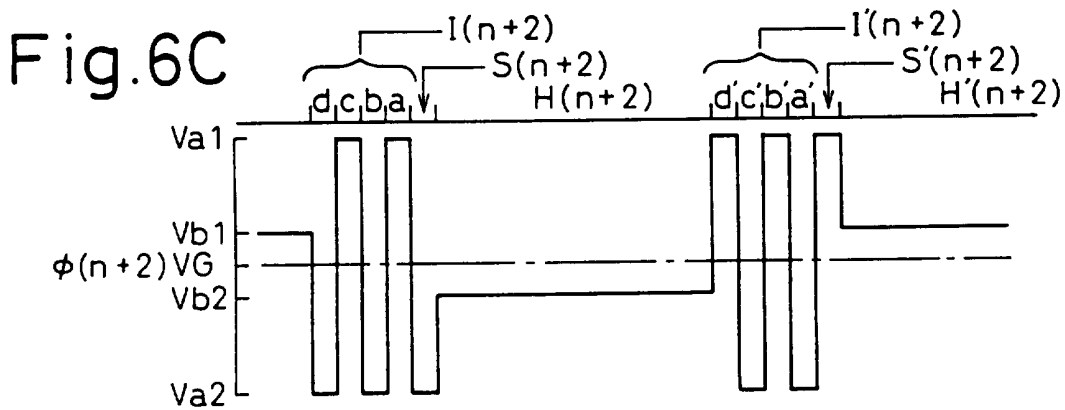 Fig.6C
I(n+2)
S(n+2)
H(n+2)
d c b a
I'(n+2)
S'(n+2)
H'(n+2)
d' c' b' a'
Va1
Vb1
ϕ(n+2) VG
Vb2
Va2